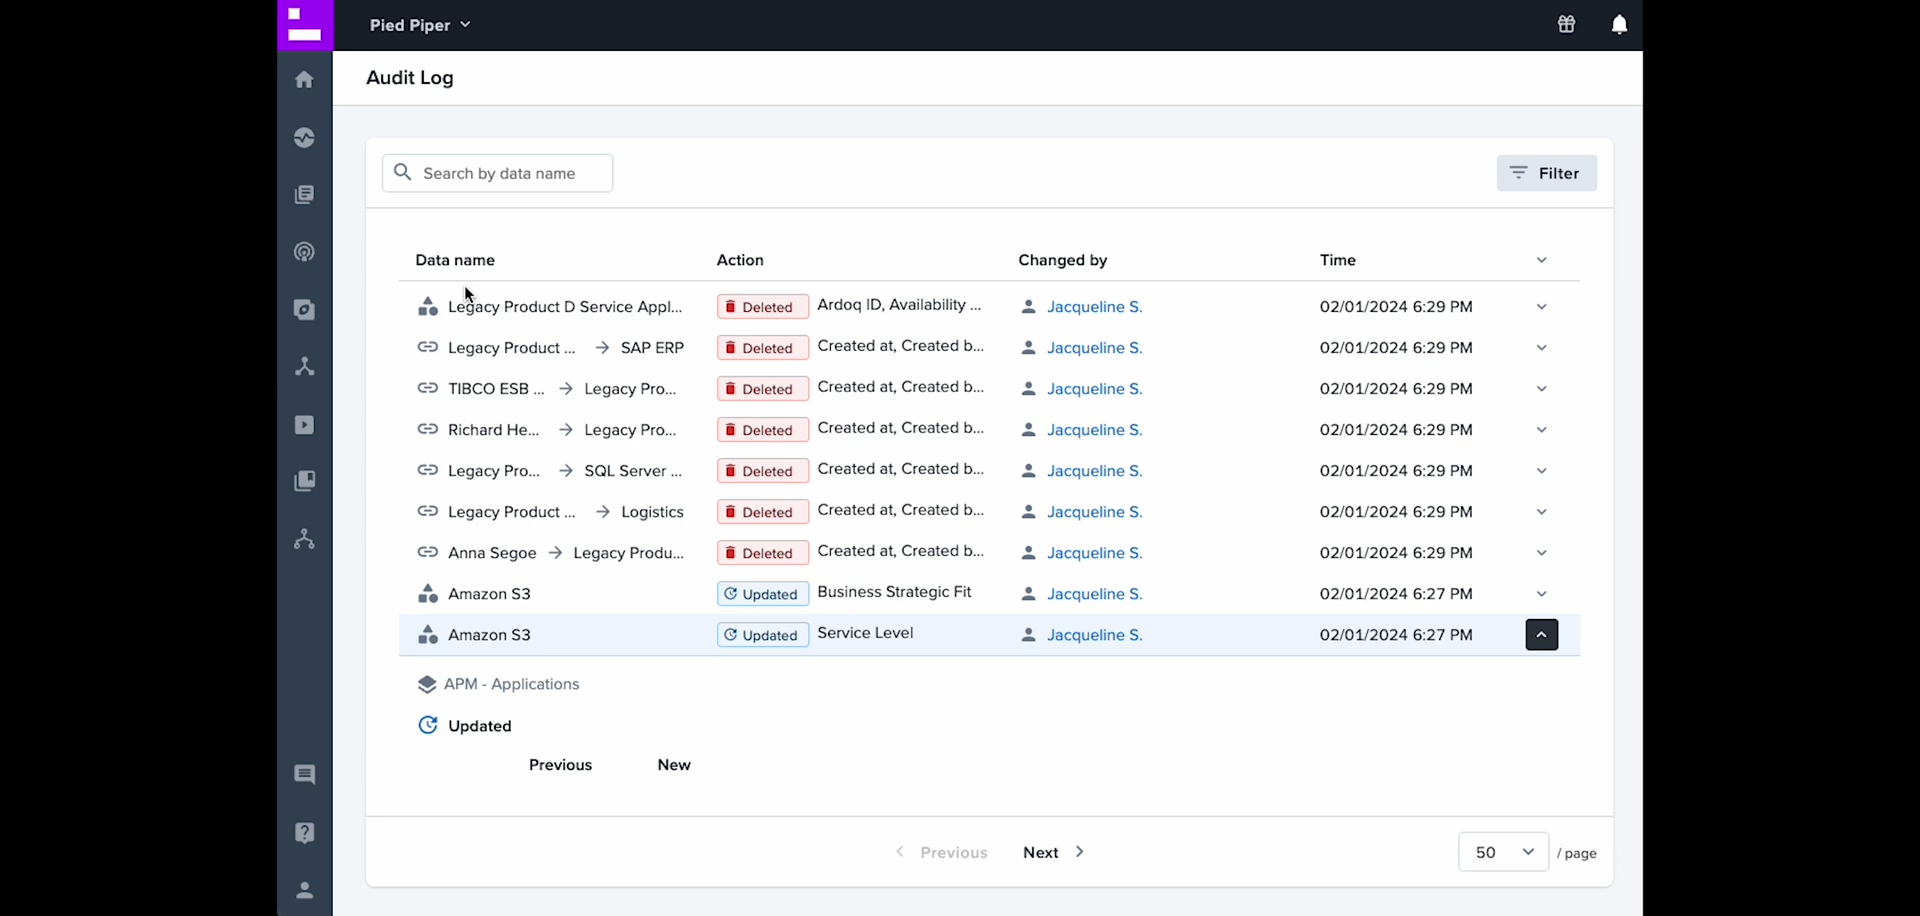 Pied Piper
Audit Log
Search by data name
Filter
Data name Action Changed by Time
Legacy Product D Service Appl... Deleted Ardoq ID, Availability ... Jacqueline S. 02/01/2024 6:29 PM
Legacy Product ... → SAP ERP Deleted Created at, Created b... Jacqueline S. 02/01/2024 6:29 PM
TIBCO ESB ... → Legacy Pro... Deleted Created at, Created b... Jacqueline S. 02/01/2024 6:29 PM
Richard He... → Legacy Pro... Deleted Created at, Created b... Jacqueline S. 02/01/2024 6:29 PM
Legacy Pro... → SQL Server ... Deleted Created at, Created b... Jacqueline S. 02/01/2024 6:29 PM
Legacy Product ... → Logistics Deleted Created at, Created b... Jacqueline S. 02/01/2024 6:29 PM
Anna Segoe → Legacy Produ... Deleted Created at, Created b... Jacqueline S. 02/01/2024 6:29 PM
Amazon S3 Updated Business Strategic Fit Jacqueline S. 02/01/2024 6:27 PM
Amazon S3 Updated Service Level Jacqueline S. 02/01/2024 6:27 PM
APM - Applications
Updated
Previous New
Previous Next 50 / page